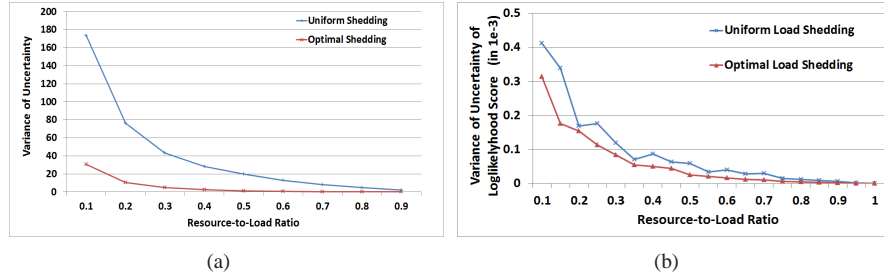 200
180
160
140
120
100
80
60
40
20
0
Variance of Uncertainty
Uniform Shedding
Optimal Shedding
0.1 0.2 0.3 0.4 0.5 0.6 0.7 0.8 0.9
Resource-to-Load Ratio
(a)
0.5
0.4
0.3
0.2
0.1
0
Variance of Uncertainty of
Loglikelyhood Score (in 1e-3)
Uniform Load Shedding
Optimal Load Shedding
0.1 0.2 0.3 0.4 0.5 0.6 0.7 0.8 0.9 1
Resource-to-Load Ratio
(b)